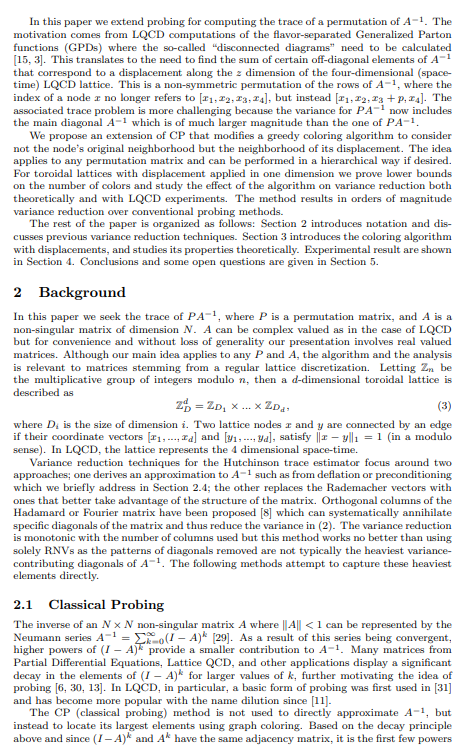 In this paper we extend probing for computing the trace of a permutation of A⁻¹. The
motivation comes from LQCD computations of the flavor-separated Generalized Parton
functions (GPDs) where the so-called “disconnected diagrams” need to be calculated
[15, 3]. This translates to the need to find the sum of certain off-diagonal elements of A⁻¹
that correspond to a displacement along the z dimension of the four-dimensional (space-
time) LQCD lattice. This is a non-symmetric permutation of the rows of A⁻¹, where the
index of a node x no longer refers to [x₁, x₂, x₃, x₄], but instead [x₁, x₂, x₃ + p, x₄]. The
associated trace problem is more challenging because the variance for PA⁻¹ now includes
the main diagonal A⁻¹ which is of much larger magnitude than the one of PA⁻¹.
We propose an extension of CP that modifies a greedy coloring algorithm to consider
not the node's original neighborhood but the neighborhood of its displacement. The idea
applies to any permutation matrix and can be performed in a hierarchical way if desired.
For toroidal lattices with displacement applied in one dimension we prove lower bounds
on the number of colors and study the effect of the algorithm on variance reduction both
theoretically and with LQCD experiments. The method results in orders of magnitude
variance reduction over conventional probing methods.
The rest of the paper is organized as follows: Section 2 introduces notation and dis-
cusses previous variance reduction techniques. Section 3 introduces the coloring algorithm
with displacements, and studies its properties theoretically. Experimental result are shown
in Section 4. Conclusions and some open questions are given in Section 5.
2 Background
In this paper we seek the trace of PA⁻¹, where P is a permutation matrix, and A is a
non-singular matrix of dimension N. A can be complex valued as in the case of LQCD
but for convenience and without loss of generality our presentation involves real valued
matrices. Although our main idea applies to any P and A, the algorithm and the analysis
is relevant to matrices stemming from a regular lattice discretization. Letting ℤₙ be
the multiplicative group of integers modulo n, then a d-dimensional toroidal lattice is
described as
ℤ_D^d = ℤ_{D₁} × ... × ℤ_{D_d}, (3)
where Dᵢ is the size of dimension i. Two lattice nodes x and y are connected by an edge
if their coordinate vectors [x₁, ..., x_d] and [y₁, ..., y_d], satisfy ‖x − y‖₁ = 1 (in a modulo
sense). In LQCD, the lattice represents the 4 dimensional space-time.
Variance reduction techniques for the Hutchinson trace estimator focus around two
approaches; one derives an approximation to A⁻¹ such as from deflation or preconditioning
which we briefly address in Section 2.4; the other replaces the Rademacher vectors with
ones that better take advantage of the structure of the matrix. Orthogonal columns of the
Hadamard or Fourier matrix have been proposed [8] which can systematically annihilate
specific diagonals of the matrix and thus reduce the variance in (2). The variance reduction
is monotonic with the number of columns used but this method works no better than using
solely RNVs as the patterns of diagonals removed are not typically the heaviest variance-
contributing diagonals of A⁻¹. The following methods attempt to capture these heaviest
elements directly.
2.1 Classical Probing
The inverse of an N × N non-singular matrix A where ‖A‖ < 1 can be represented by the
Neumann series A⁻¹ = ∑_{k=0}^∞ (I − A)ᵏ [29]. As a result of this series being convergent,
higher powers of (I − A)ᵏ provide a smaller contribution to A⁻¹. Many matrices from
Partial Differential Equations, Lattice QCD, and other applications display a significant
decay in the elements of (I − A)ᵏ for larger values of k, further motivating the idea of
probing [6, 30, 13]. In LQCD, in particular, a basic form of probing was first used in [31]
and has become more popular with the name dilution since [11].
The CP (classical probing) method is not used to directly approximate A⁻¹, but
instead to locate its largest elements using graph coloring. Based on the decay principle
above and since (I − A)ᵏ and Aᵏ have the same adjacency matrix, it is the first few powers